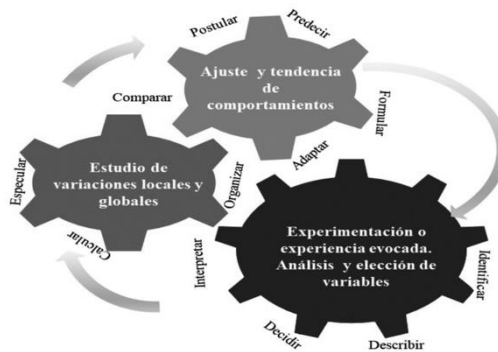 Postular
Predecir
Ajuste y tendencia
de
comportamientos
Formular
Adaptar
Comparar
Estudio de
variaciones locales y
globales
Organizar
Especular
Calcular
Interpretar
Experimentación o
experiencia evocada.
Análisis y elección de
variables
Identificar
Decidir
Describir